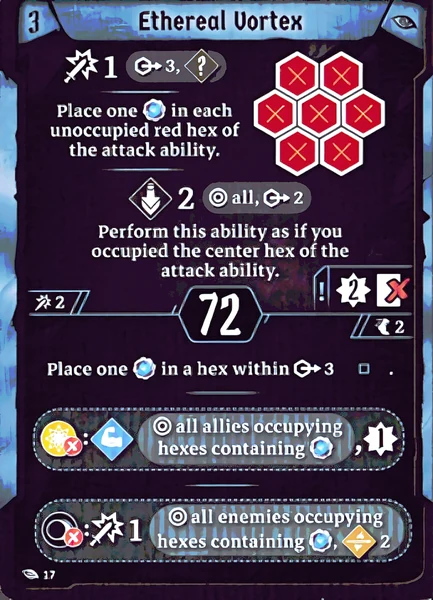 3 Ethereal Vortex
1 3, ?
Place one in each
unoccupied red hex of
the attack ability.
2 all, 2
Perform this ability as if you
occupied the center hex of the
attack ability.
! 2
2 72 2
Place one in a hex within 3 .
: all allies occupying
hexes containing , 1
: 1 all enemies occupying
hexes containing , 2
17